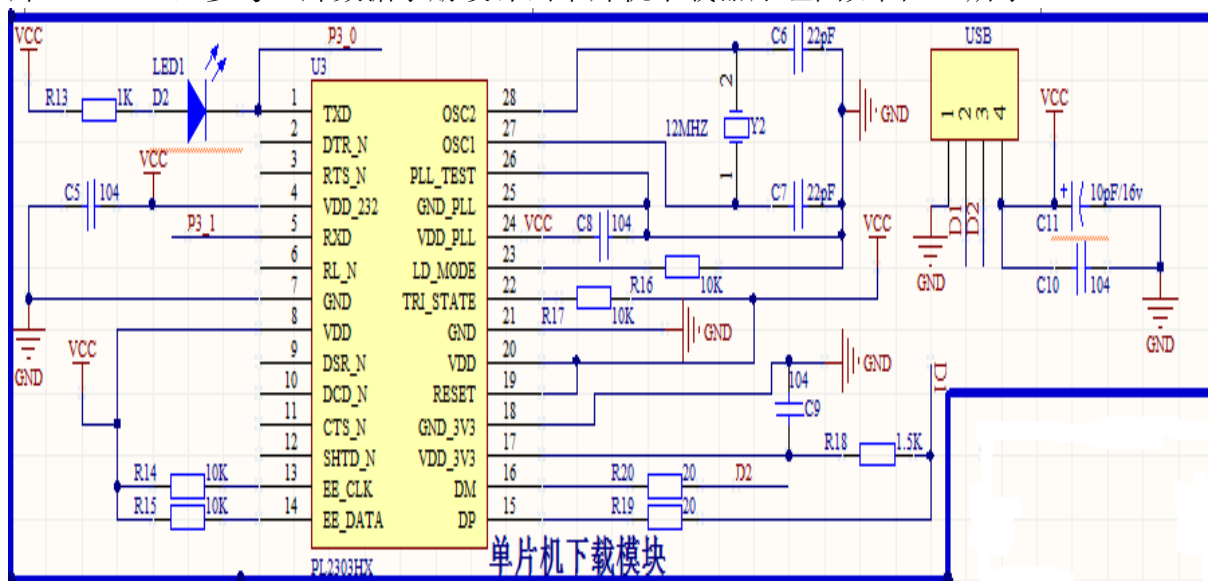 VCC
P3_0
LED1
U3
R13
1K
D2
VCC
C5
104
P3_1
GND
VCC
R14
10K
R15
10K
1
TXD
2
DTR_N
3
RTS_N
4
VDD_232
5
RXD
6
RL_N
7
GND
8
VDD
9
DSR_N
10
DCD_N
11
CTS_N
12
SHTD_N
13
EE_CLK
14
EE_DATA
28
OSC2
27
OSC1
26
PLL_TEST
25
GND_PLL
24
VDD_PLL
23
LD_MODE
22
TRI_STATE
21
GND
20
VDD
19
RESET
18
GND_3V3
17
VDD_3V3
16
DM
15
DP
PL2303HX
C6
22pF
2
12MHZ
Y2
1
C7
22pF
GND
VCC
C8
104
VCC
R16
10K
R17
10K
GND
GND
104
C9
D1
R18
1.5K
R20
20
D2
R19
20
USB
1
2
3
4
VCC
10pF/16v
C11
D1
D2
GND
C10
104
GND
单片机下载模块